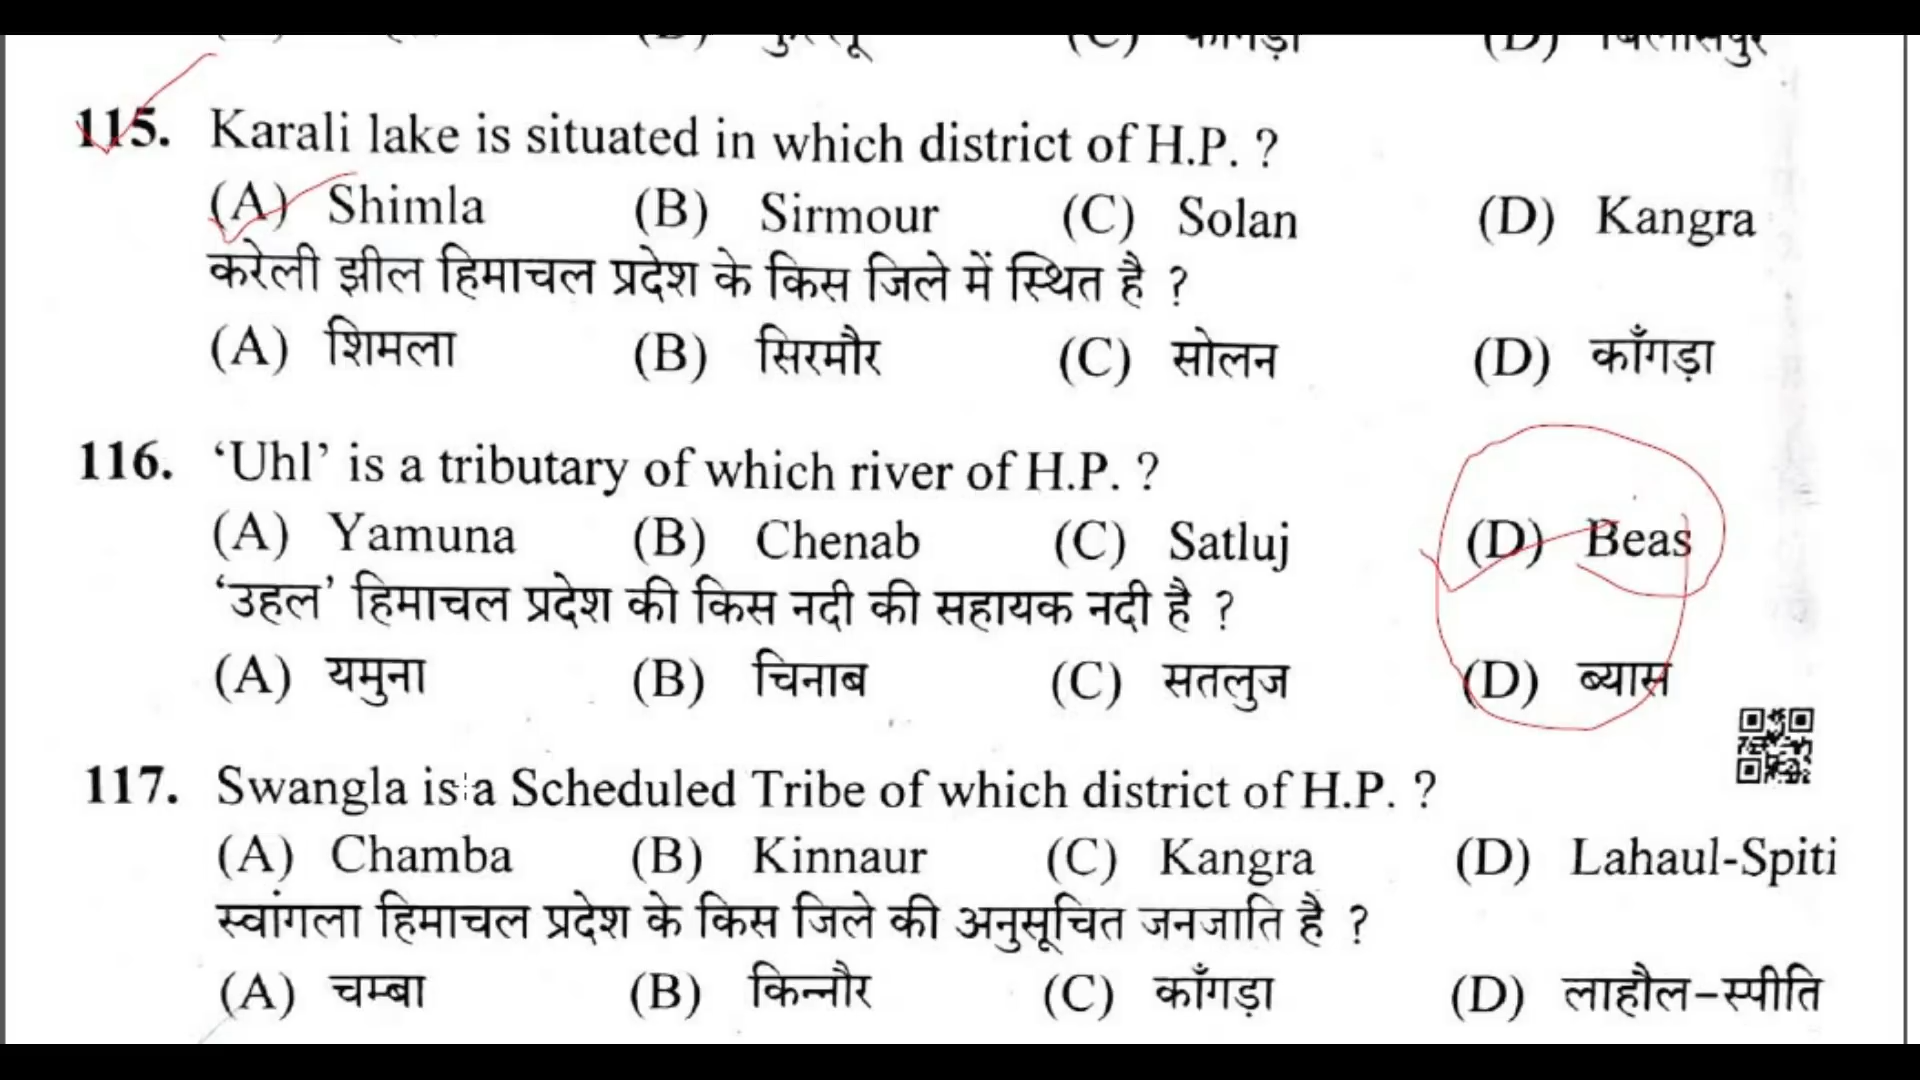 115. Karali lake is situated in which district of H.P. ?
(A) Shimla (B) Sirmour (C) Solan (D) Kangra
करेली झील हिमाचल प्रदेश के किस जिले में स्थित है ?
(A) शिमला (B) सिरमौर (C) सोलन (D) काँगड़ा
116. ‘Uhl’ is a tributary of which river of H.P. ?
(A) Yamuna (B) Chenab (C) Satluj (D) Beas
‘उहल’ हिमाचल प्रदेश की किस नदी की सहायक नदी है ?
(A) यमुना (B) चिनाब (C) सतलुज (D) ब्यास
117. Swangla is a Scheduled Tribe of which district of H.P. ?
(A) Chamba (B) Kinnaur (C) Kangra (D) Lahaul-Spiti
स्वांगला हिमाचल प्रदेश के किस जिले की अनुसूचित जनजाति है ?
(A) चम्बा (B) किन्नौर (C) काँगड़ा (D) लाहौल-स्पीति